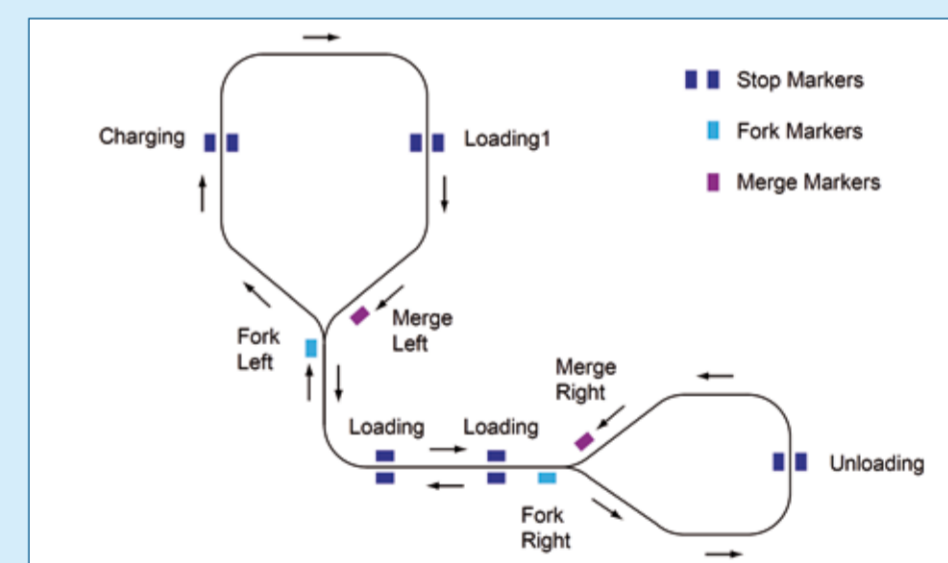 Charging
Loading1
Stop Markers
Fork Markers
Merge Markers
Fork
Left
Merge
Left
Loading
Loading
Merge
Right
Fork
Right
Unloading